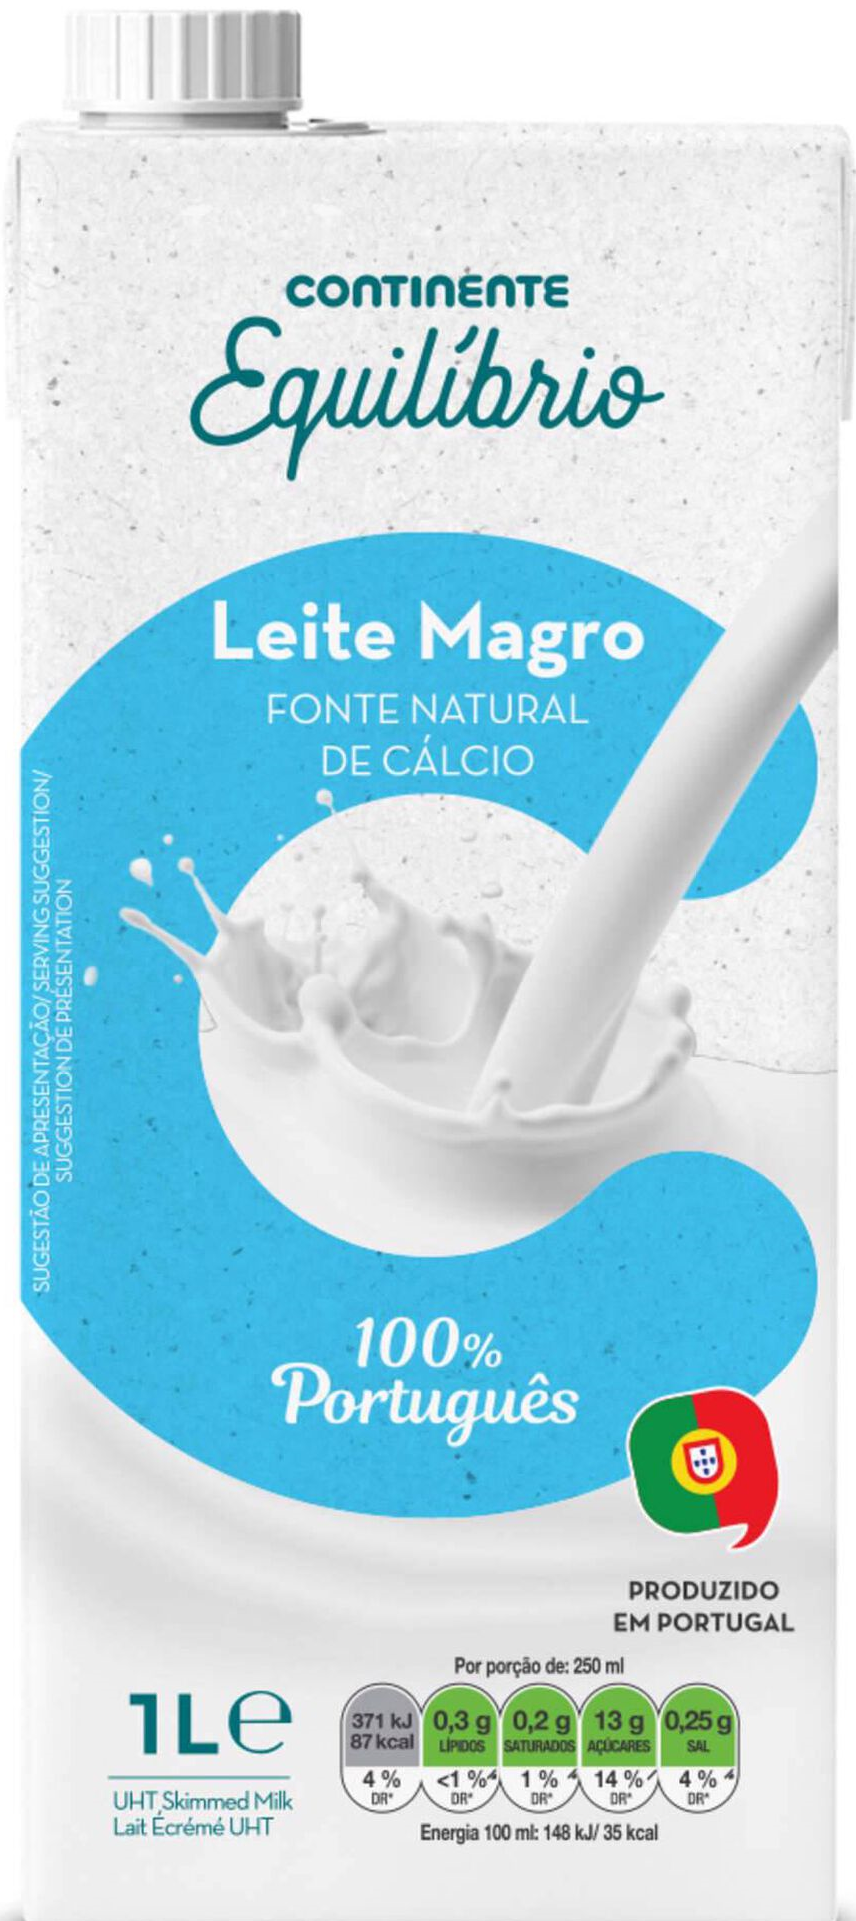 CONTINENTE
Equilíbrio
Leite Magro
FONTE NATURAL
DE CÁLCIO
SUGESTÃO DE APRESENTAÇÃO/ SERVING SUGGESTION/
SUGGESTION DE PRÉSENTATION
100%
Português
PRODUZIDO
EM PORTUGAL
1L e
UHT Skimmed Milk
Lait Écrémé UHT
Por porção de: 250 ml
371 kJ 0,3 g 0,2 g 13 g 0,25 g
87 kcal LÍPIDOS SATURADOS AÇÚCARES SAL
4 % <1 % 1 % 14 % 4 %
DR* DR* DR* DR* DR*
Energia 100 ml: 148 kJ/ 35 kcal